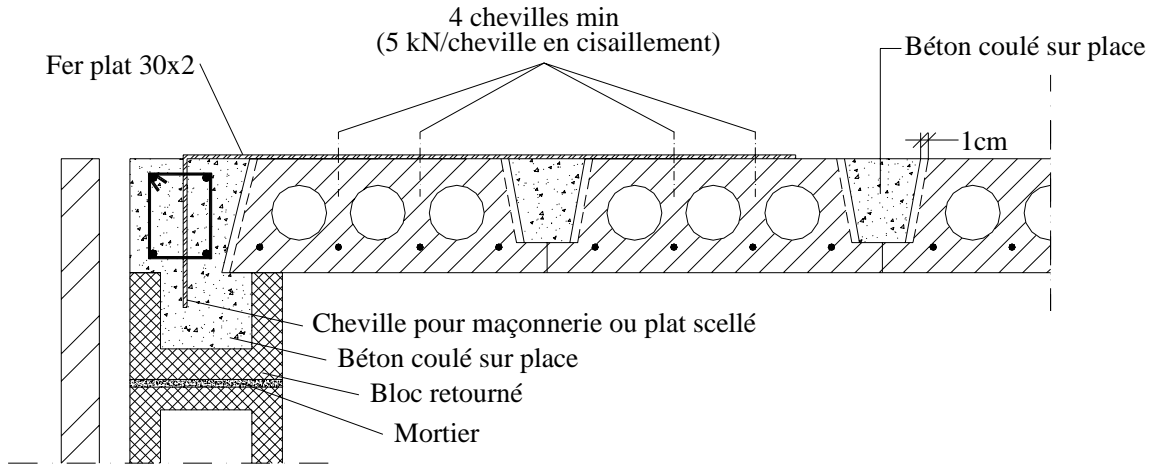 4 chevilles min
(5 kN/cheville en cisaillement)
Béton coulé sur place
Fer plat 30x2
1cm
Cheville pour maçonnerie ou plat scellé
Béton coulé sur place
Bloc retourné
Mortier